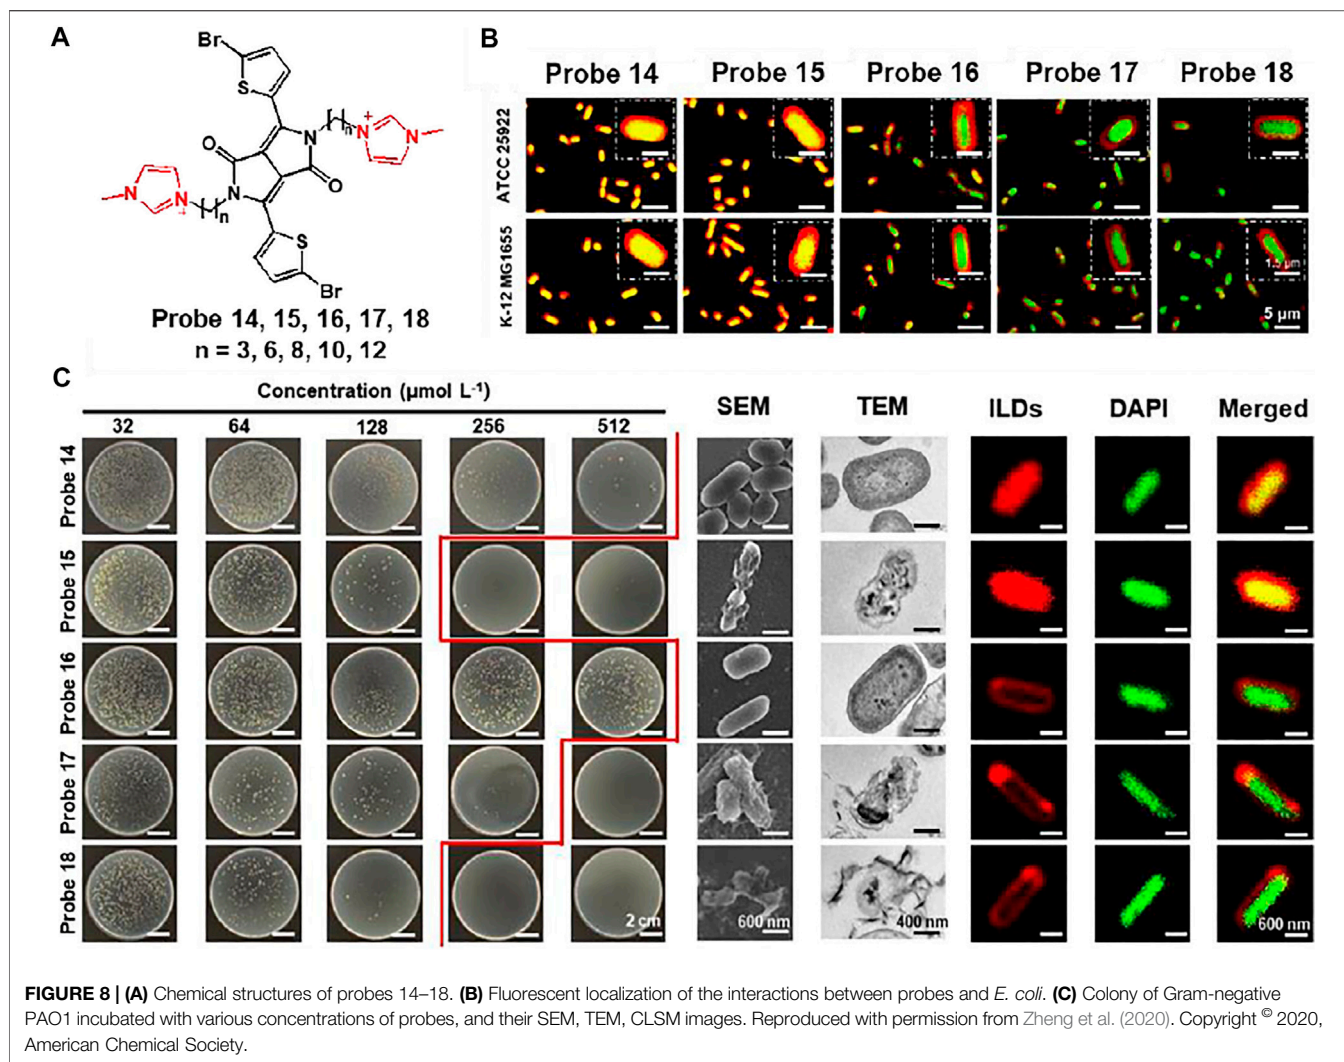 A
Br
S
N
n
+
N
N
O
O
N
N
+
N
n
S
Br
Probe 14, 15, 16, 17, 18
n = 3, 6, 8, 10, 12
B
Probe 14 Probe 15 Probe 16 Probe 17 Probe 18
ATCC 25922
K-12 MG1655
1.5 μm
5 μm
C
Concentration (μmol L-1)
32 64 128 256 512
SEM TEM ILDs DAPI Merged
Probe 14
Probe 15
Probe 16
Probe 17
Probe 18
2 cm
600 nm
400 nm
600 nm
FIGURE 8 | (A) Chemical structures of probes 14–18. (B) Fluorescent localization of the interactions between probes and E. coli. (C) Colony of Gram-negative
PAO1 incubated with various concentrations of probes, and their SEM, TEM, CLSM images. Reproduced with permission from Zheng et al. (2020). Copyright © 2020,
American Chemical Society.